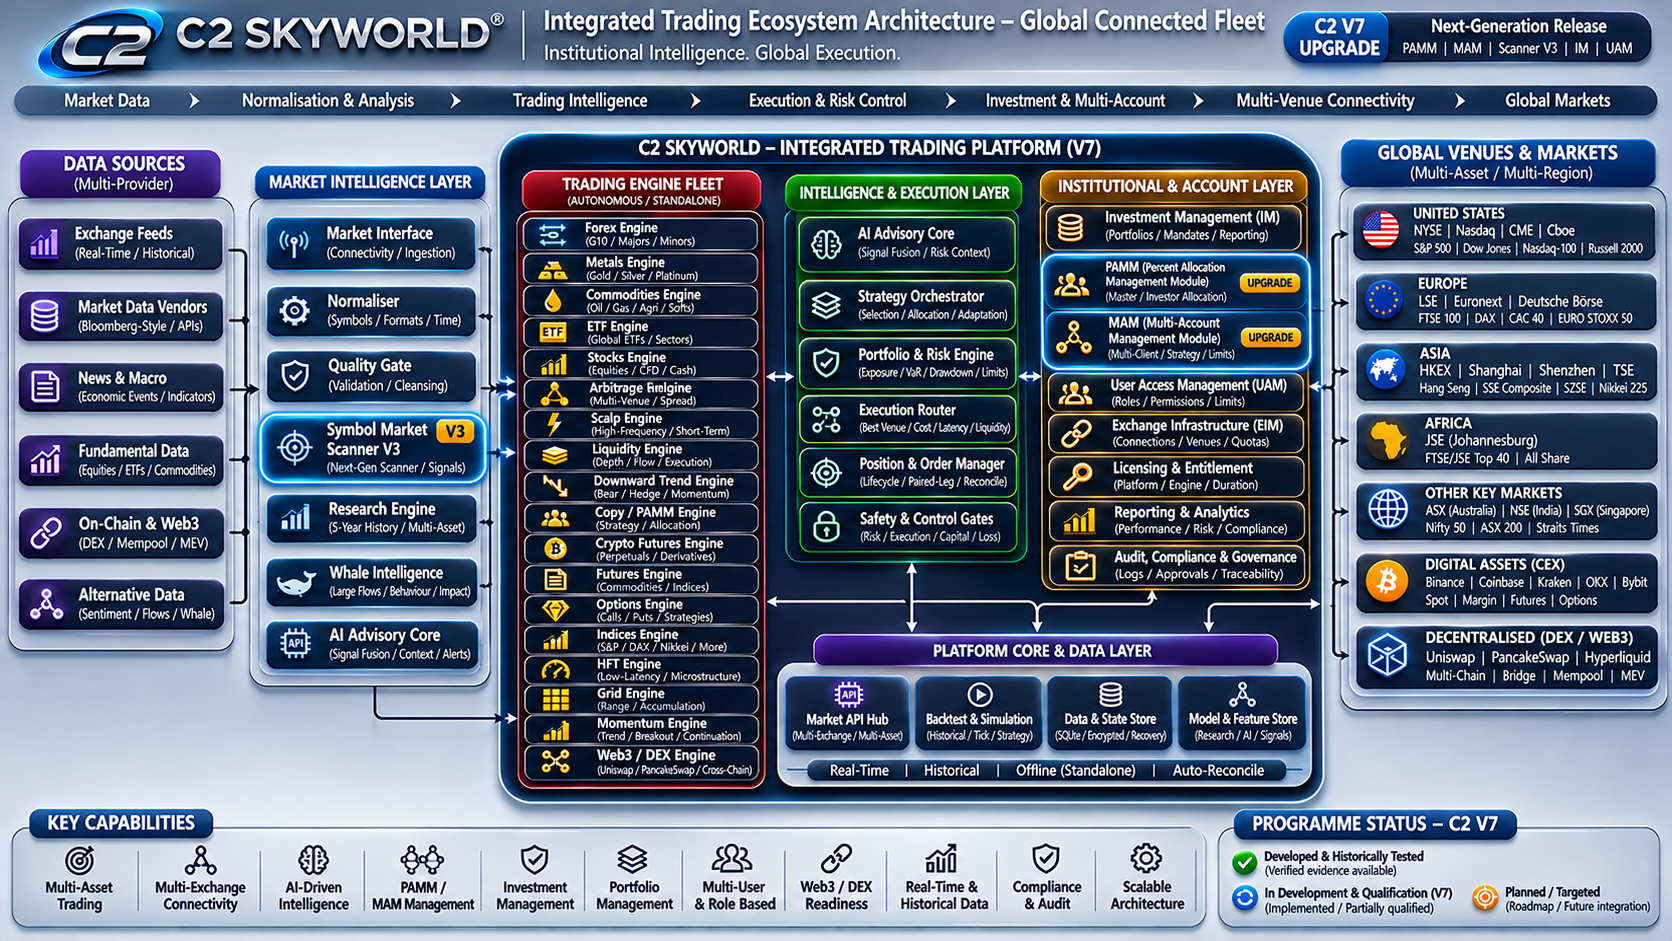 C2 C2 SKYWORLD®
Integrated Trading Ecosystem Architecture – Global Connected Fleet
Institutional Intelligence. Global Execution.
C2 V7
UPGRADE
Next-Generation Release
PAMM | MAM | Scanner V3 | IM | UAM
Market Data
Normalisation & Analysis
Trading Intelligence
Execution & Risk Control
Investment & Multi-Account
Multi-Venue Connectivity
Global Markets
DATA SOURCES
(Multi-Provider)
Exchange Feeds
(Real-Time / Historical)
Market Data Vendors
(Bloomberg-Style / APIs)
News & Macro
(Economic Events / Indicators)
Fundamental Data
(Equities / ETFs / Commodities)
On-Chain & Web3
(DEX / Mempool / MEV)
Alternative Data
(Sentiment / Flows / Whale)
MARKET INTELLIGENCE LAYER
Market Interface
(Connectivity / Ingestion)
Normaliser
(Symbols / Formats / Time)
Quality Gate
(Validation / Cleansing)
Symbol Market
Scanner V3
V3
(Next-Gen Scanner / Signals)
Research Engine
(5-Year History / Multi-Asset)
Whale Intelligence
(Large Flows / Behaviour / Impact)
API
AI Advisory Core
(Signal Fusion / Context / Alerts)
C2 SKYWORLD – INTEGRATED TRADING PLATFORM (V7)
TRADING ENGINE FLEET
(AUTONOMOUS / STANDALONE)
Forex Engine
(G10 / Majors / Minors)
Metals Engine
(Gold / Silver / Platinum)
Commodities Engine
(Oil / Gas / Agri / Softs)
ETF
ETF Engine
(Global ETFs / Sectors)
Stocks Engine
(Equities / CFD / Cash)
Arbitrage
(Multi-Venue / Spread)
Scalp Engine
(High-Frequency / Short-Term)
Liquidity Engine
(Depth / Flow / Execution)
Downward Trend Engine
(Bear / Hedge / Momentum)
Copy / PAMM Engine
(Strategy / Allocation)
Crypto Futures Engine
(Perpetuals / Derivatives)
Futures Engine
(Commodities / Indices)
Options Engine
(Calls / Puts / Strategies)
Indices Engine
(S&P / DAX / Nikkei / More)
HFT Engine
(Low-Latency / Microstructure)
Grid Engine
(Range / Accumulation)
Momentum Engine
(Trend / Breakout / Continuation)
Web3 / DEX Engine
(Uniswap / PancakeSwap / Cross-Chain)
INTELLIGENCE & EXECUTION LAYER
AI Advisory Core
(Signal Fusion / Risk Context)
Strategy Orchestrator
(Selection / Allocation / Adaptation)
Portfolio & Risk Engine
(Exposure / VaR / Drawdown / Limits)
Execution Router
(Best Venue / Cost / Latency / Liquidity)
Position & Order Manager
(Lifecycle / Paired-Leg / Reconcile)
Safety & Control Gates
(Risk / Execution / Capital / Loss)
INSTITUTIONAL & ACCOUNT LAYER
Investment Management (IM)
(Portfolios / Mandates / Reporting)
PAMM (Percent Allocation
Management Module)
(Master / Investor Allocation)
UPGRADE
MAM (Multi-Account
Management Module)
(Multi-Client / Strategy / Limits)
UPGRADE
User Access Management (UAM)
(Roles / Permissions / Limits)
Exchange Infrastructure (EIM)
(Connections / Venues / Quotas)
Licensing & Entitlement
(Platform / Engine / Duration)
Reporting & Analytics
(Performance / Risk / Compliance)
Audit, Compliance & Governance
(Logs / Approvals / Traceability)
PLATFORM CORE & DATA LAYER
API
Market API Hub
(Multi-Exchange / Multi-Asset)
Backtest & Simulation
(Historical / Tick / Strategy)
Data & State Store
(SQLite / Encrypted / Recovery)
Model & Feature Store
(Research / AI / Signals)
Real-Time | Historical | Offline (Standalone) | Auto-Reconcile
GLOBAL VENUES & MARKETS
(Multi-Asset / Multi-Region)
UNITED STATES
NYSE | Nasdaq | CME | Cboe
S&P 500 | Dow Jones | Nasdaq-100 | Russell 2000
EUROPE
LSE | Euronext | Deutsche Börse
FTSE 100 | DAX | CAC 40 | EURO STOXX 50
ASIA
HKEX | Shanghai | Shenzhen | TSE
Hang Seng | SSE Composite | SZSE | Nikkei 225
AFRICA
JSE (Johannesburg)
FTSE/JSE Top 40 | All Share
OTHER KEY MARKETS
ASX (Australia) | NSE (India) | SGX (Singapore)
Nifty 50 | ASX 200 | Straits Times
DIGITAL ASSETS (CEX)
Binance | Coinbase | Kraken | OKX | Bybit
Spot | Margin | Futures | Options
DECENTRALISED (DEX / WEB3)
Uniswap | PancakeSwap | Hyperliquid
Multi-Chain | Bridge | Mempool | MEV
KEY CAPABILITIES
Multi-Asset
Trading
Multi-Exchange
Connectivity
AI-Driven
Intelligence
PAMM /
MAM Management
Investment
Management
Portfolio
Management
Multi-User
& Role Based
Web3 / DEX
Readiness
Real-Time &
Historical Data
Compliance
& Audit
Scalable
Architecture
PROGRAMME STATUS – C2 V7
Developed & Historically Tested
(Verified evidence available)
In Development & Qualification (V7)
(Implemented / Partially qualified)
Planned / Targeted
(Roadmap / Future integration)